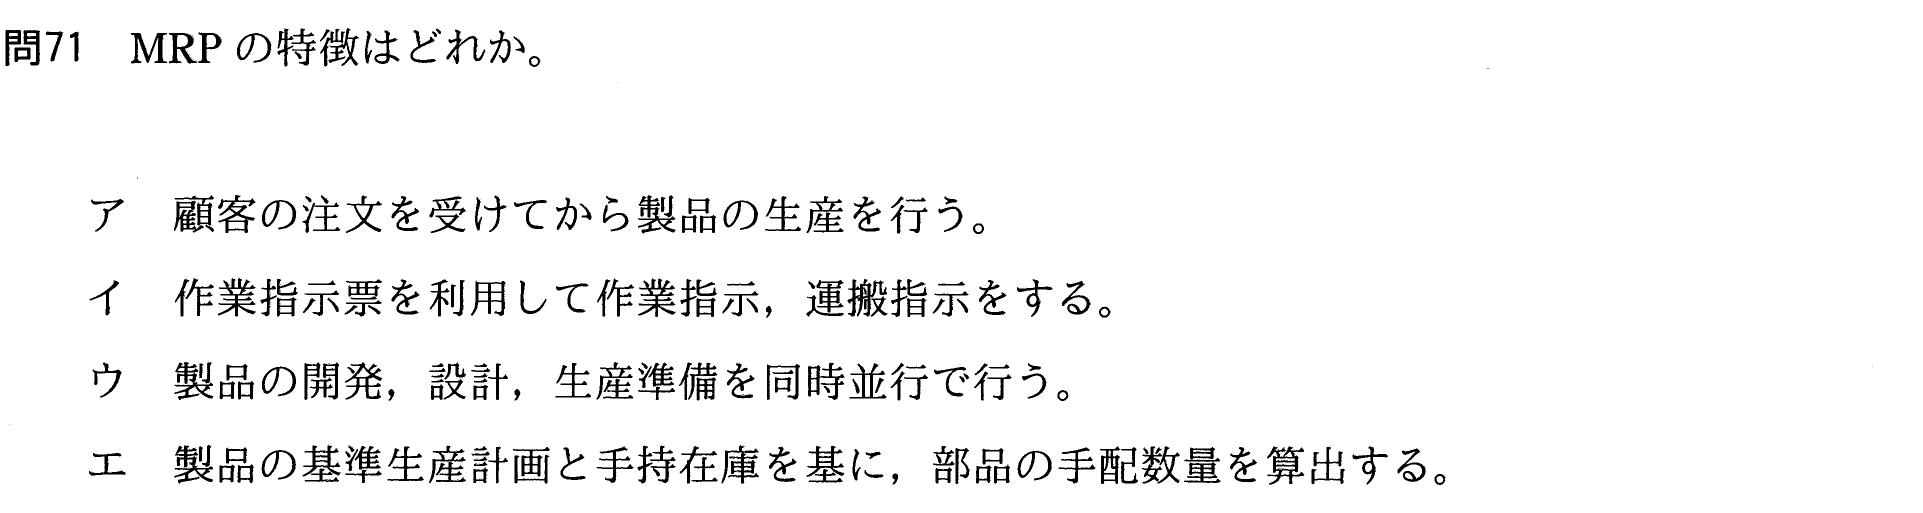 問71　MRP の特徴はどれか。
ア　顧客の注文を受けてから製品の生産を行う。
イ　作業指示票を利用して作業指示，運搬指示をする。
ウ　製品の開発，設計，生産準備を同時並行で行う。
エ　製品の基準生産計画と手持在庫を基に，部品の手配数量を算出する。